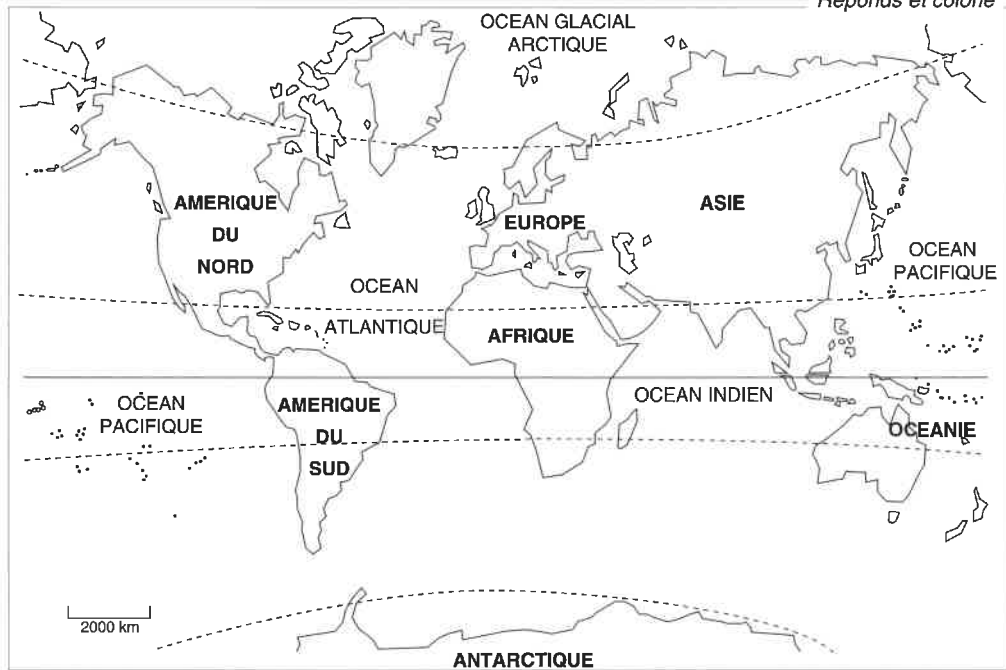 Réponds et colorie
OCEAN GLACIAL
ARCTIQUE
AMERIQUE
DU
NORD
EUROPE
ASIE
OCEAN
PACIFIQUE
OCEAN
ATLANTIQUE
AFRIQUE
OCEAN INDIEN
OCEAN
PACIFIQUE
AMERIQUE
DU
SUD
OCEANIE
2000 km
ANTARCTIQUE